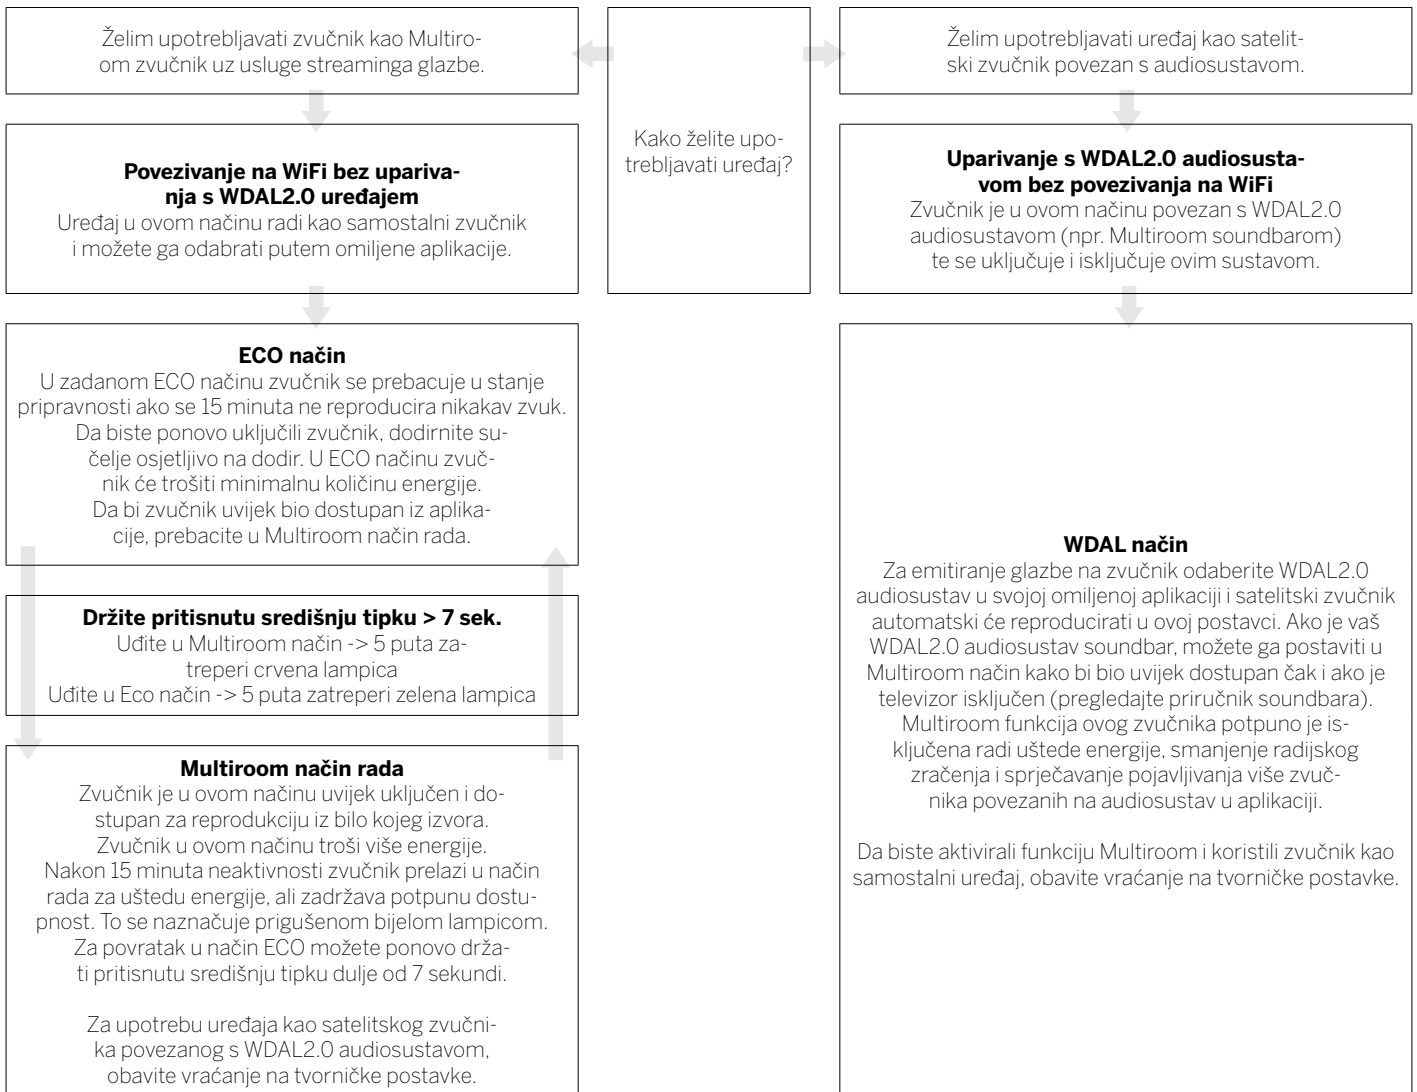 Kako želite upo-
trebljavati uređaj?
Želim upotrebljavati zvučnik kao Multiro-
om zvučnik uz usluge streaminga glazbe.
Povezivanje na WiFi bez upariva-
nja s WDAL2.0 uređajem
Uređaj u ovom načinu radi kao samostalni zvučnik
i možete ga odabrati putem omiljene aplikacije.
ECO način
U zadanom ECO načinu zvučnik se prebacuje u stanje
pripravnosti ako se 15 minuta ne reproducira nikakav zvuk.
Da biste ponovo uključili zvučnik, dodirnite su-
čelje osjetljivo na dodir. U ECO načinu zvuč-
nik će trošiti minimalnu količinu energije.
Da bi zvučnik uvijek bio dostupan iz aplika-
cije, prebacite u Multiroom način rada.
Držite pritisnutu središnju tipku > 7 sek.
Uđite u Multiroom način -> 5 puta za-
treperi crvena lampica
Uđite u Eco način -> 5 puta zatreperi zelena lampica
Multiroom način rada
Zvučnik je u ovom načinu uvijek uključen i do-
stupan za reprodukciju iz bilo kojeg izvora.
Zvučnik u ovom načinu troši više energije.
Nakon 15 minuta neaktivnosti zvučnik prelazi u način
rada za uštedu energije, ali zadržava potpunu dostu-
pnost. To se naznačuje prigušenom bijelom lampicom.
Za povratak u način ECO možete ponovo drža-
ti pritisnutu središnju tipku dulje od 7 sekundi.
Za upotrebu uređaja kao satelitskog zvučni-
ka povezanog s WDAL2.0 audiosustavom,
obavite vraćanje na tvorničke postavke.
Želim upotrebljavati uređaj kao satelit-
ski zvučnik povezan s audiosustavom.
Uparivanje s WDAL2.0 audiosusta-
vom bez povezivanja na WiFi
Zvučnik je u ovom načinu povezan s WDAL2.0
audiosustavom (npr. Multiroom soundbarom)
te se uključuje i isključuje ovim sustavom.
WDAL način
Za emitiranje glazbe na zvučnik odaberite WDAL2.0
audiosustav u svojoj omiljenoj aplikaciji i satelitski zvučnik
automatski će reproducirati u ovoj postavci. Ako je vaš
WDAL2.0 audiosustav soundbar, možete ga postaviti u
Multiroom način kako bi bio uvijek dostupan čak i ako je
televizor isključen (pregledajte priručnik soundbara).
Multiroom funkcija ovog zvučnika potpuno je is-
ključena radi uštede energije, smanjenje radijskog
zračenja i sprječavanje pojavljivanja više zvuč-
nika povezanih na audiosustav u aplikaciji.
Da biste aktivirali funkciju Multiroom i koristili zvučnik kao
samostalni uređaj, obavite vraćanje na tvorničke postavke.